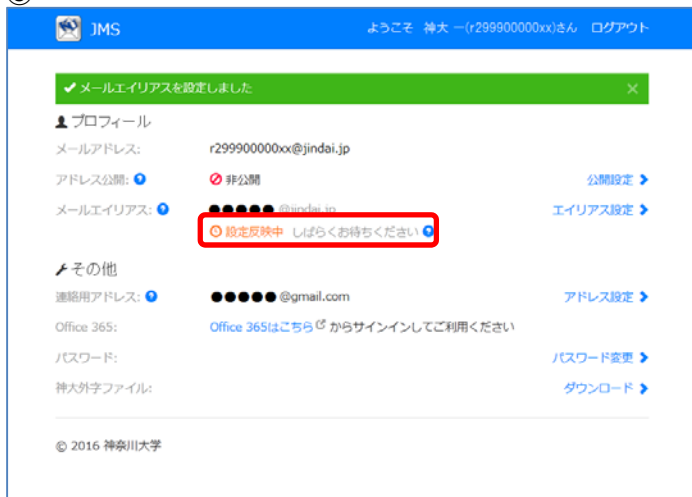 JMS ようこそ 神大 一(r299900000xx)さん ログアウト
✔メールエイリアスを設定しました ×
プロフィール
メールアドレス: r299900000xx@jindai.jp
アドレス公開: ? 非公開 公開設定 ❯
メールエイリアス: ? ●●●●● @jindai.jp エイリアス設定 ❯
設定反映中 しばらくお待ちください ?
その他
連絡用アドレス: ? ●●●●● @gmail.com アドレス設定 ❯
Office 365: Office 365はこちら からサインインしてご利用ください
パスワード: パスワード変更 ❯
神大外字ファイル: ダウンロード ❯
© 2016 神奈川大学